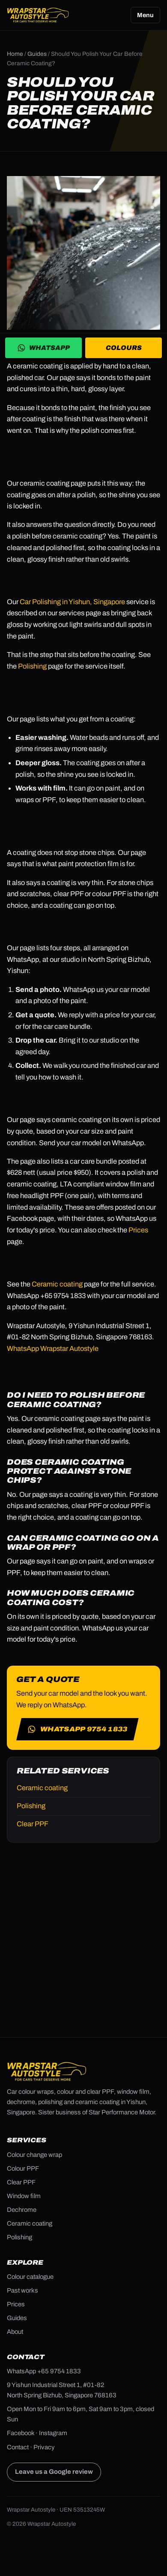 WRAPSTAR
AUTOSTYLE
FOR CARS THAT DESERVE MORE
Menu
Home / Guides / Should You Polish Your Car Before
Ceramic Coating?
SHOULD YOU
POLISH YOUR CAR
BEFORE CERAMIC
COATING?
WHATSAPP
COLOURS
A ceramic coating is applied by hand to a clean,
polished car. Our page says it bonds to the paint
and cures into a thin, hard, glossy layer.
Because it bonds to the paint, the finish you see
after coating is the finish that was there when it
went on. That is why the polish comes first.
Our ceramic coating page puts it this way: the
coating goes on after a polish, so the shine you see
is locked in.
It also answers the question directly. Do you need
a polish before ceramic coating? Yes. The paint is
cleaned and polished first, so the coating locks in a
clean, glossy finish rather than shiny swirls.
Our Car Polishing in Yishun, Singapore service is
described on our services page as bringing gloss
back by working out light swirls and dull spots in
the paint.
That is the step that sits before the coating. See
the Polishing page for the service itself.
Our page lists what you get from a coating:
• Easier washing. Water beads and runs off, and
grime rinses away more easily.
• Deeper gloss. The coating goes on after a
polish, so the shine you see is locked in.
• Works with film. It can go on paint, and on
wraps or PPF, to keep them easier to clean.
A coating does not stop stone chips. Our page
says that is what paint protection film is for.
It also says a coating is very thin. For stone chips
and scratches, clear PPF or colour PPF is the right
choice, and a coating can go on top.
Our page lists four steps, all arranged on
WhatsApp, at our studio in North Spring Bizhub,
Yishun:
1. Send a photo. WhatsApp us your car model
and a photo of the paint.
2. Get a quote. We reply with a price for your car,
or for the car care bundle.
3. Drop the car. Bring it to our studio on the
agreed day.
4. Collect. We walk you round the finished car and
tell you how to wash it.
Our page says ceramic coating on its own is priced
by quote, based on your car size and paint
condition. Send your car model on WhatsApp.
The page also lists a car care bundle posted at
$628 nett (usual price $950). It covers a polish and
ceramic coating, LTA compliant window film and
free headlight PPF (one pair), with terms and
limited availability. These are offers posted on our
Facebook page, with their dates, so WhatsApp us
for today's price. You can also check the Prices
page.
See the Ceramic coating page for the full service.
WhatsApp +65 9754 1833 with your car model and
a photo of the paint.
Wrapstar Autostyle, 9 Yishun Industrial Street 1,
#01-82 North Spring Bizhub, Singapore 768163.
WhatsApp Wrapstar Autostyle
DO I NEED TO POLISH BEFORE
CERAMIC COATING?
Yes. Our ceramic coating page says the paint is
cleaned and polished first, so the coating locks in a
clean, glossy finish rather than old swirls.
DOES CERAMIC COATING
PROTECT AGAINST STONE
CHIPS?
No. Our page says a coating is very thin. For stone
chips and scratches, clear PPF or colour PPF is the
right choice, and a coating can go on top.
CAN CERAMIC COATING GO ON A
WRAP OR PPF?
Our page says it can go on paint, and on wraps or
PPF, to keep them easier to clean.
HOW MUCH DOES CERAMIC
COATING COST?
On its own it is priced by quote, based on your car
size and paint condition. WhatsApp us your car
model for today's price.
GET A QUOTE
Send your car model and the look you want.
We reply on WhatsApp.
WHATSAPP 9754 1833
RELATED SERVICES
Ceramic coating
Polishing
Clear PPF
WRAPSTAR
AUTOSTYLE
FOR CARS THAT DESERVE MORE
Car colour wraps, colour and clear PPF, window film,
dechrome, polishing and ceramic coating in Yishun,
Singapore. Sister business of Star Performance Motor.
SERVICES
Colour change wrap
Colour PPF
Clear PPF
Window film
Dechrome
Ceramic coating
Polishing
EXPLORE
Colour catalogue
Past works
Prices
Guides
About
CONTACT
WhatsApp +65 9754 1833
9 Yishun Industrial Street 1, #01-82
North Spring Bizhub, Singapore 768163
Open Mon to Fri 9am to 6pm, Sat 9am to 3pm, closed
Sun
Facebook · Instagram
Contact · Privacy
Leave us a Google review
Wrapstar Autostyle · UEN 53513245W
© 2026 Wrapstar Autostyle